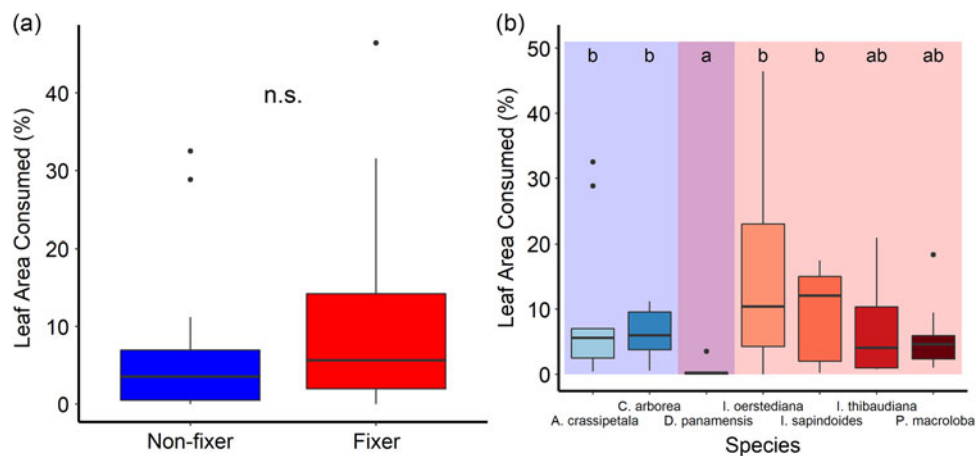 (a)
n.s.
Leaf Area Consumed (%)
40
30
20
10
0
Non-fixer Fixer
(b)
b b a b b ab ab
Leaf Area Consumed (%)
50
40
30
20
10
0
C. arborea I. oerstediana I. thibaudiana
A. crassipetala D. panamensis I. sapindoides P. macroloba
Species